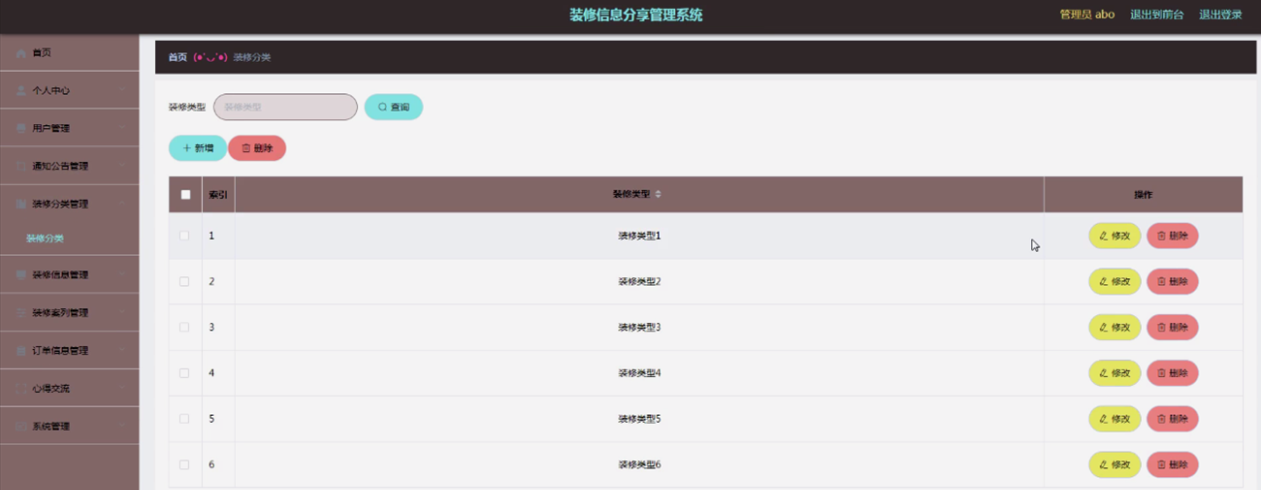 装修信息分享管理系统
管理员 abo 退出到前台 退出登录
首页
个人中心
用户管理
通知公告管理
装修分类管理
装修分类
装修信息管理
装修案列管理
订单信息管理
心得交流
系统管理
首页 (●'◡'●) 装修分类
装修类型 装修类型 查询
新增 删除
索引 装修类型 操作
1 装修类型1 修改 删除
2 装修类型2 修改 删除
3 装修类型3 修改 删除
4 装修类型4 修改 删除
5 装修类型5 修改 删除
6 装修类型6 修改 删除